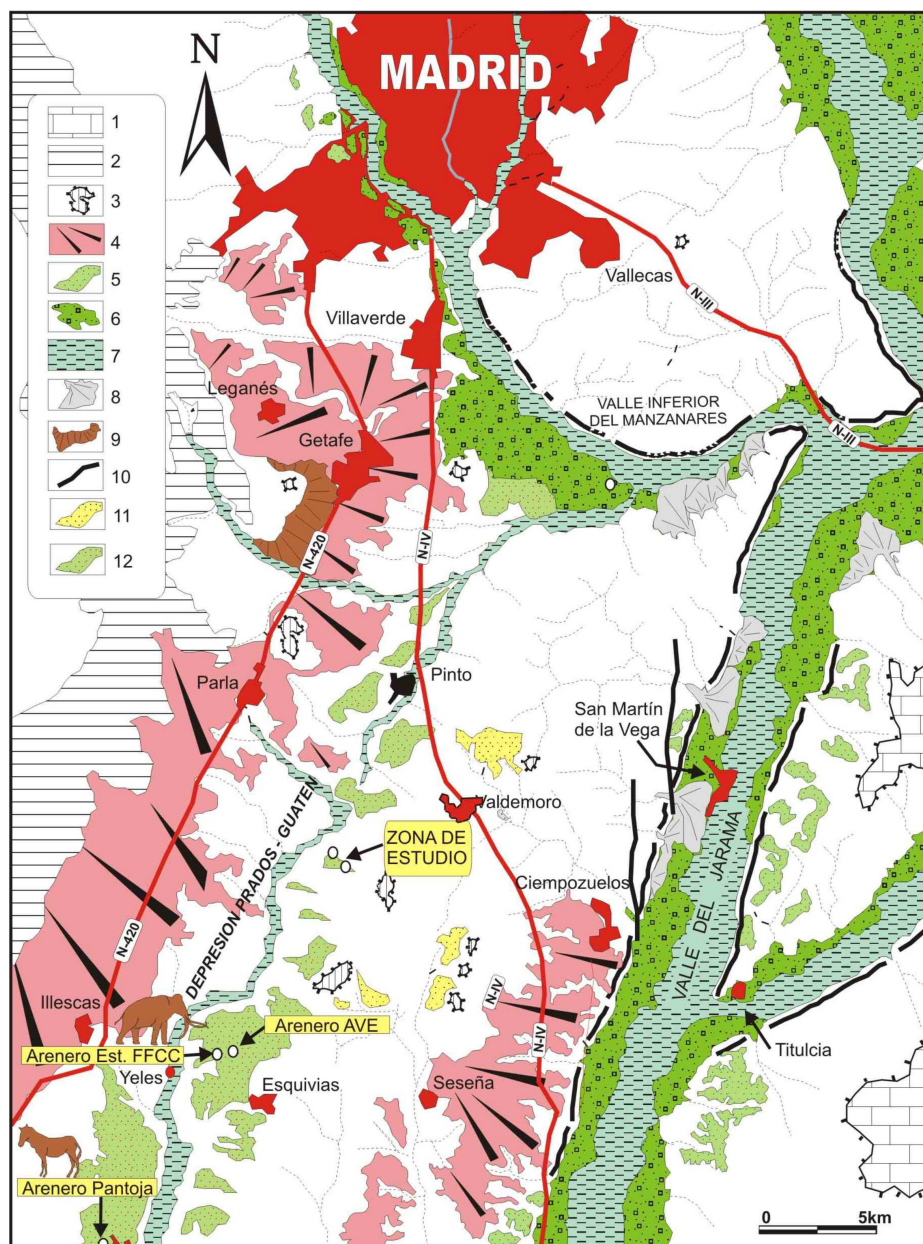 MADRID
N
1
2
3
4
5
6
7
8
9
10
11
12
Vallecas
N-III
Villaverde
Leganés
Getafe
VALLE INFERIOR
DEL MANZANARES
N-III
N-420
N-IV
Parla
Pinto
San Martín
de la Vega
Valdemoro
ZONA DE
ESTUDIO
Ciempozuelos
DEPRESION PRADOS - GUATEN
VALLE DEL JARAMA
N-420
N-IV
N-IV
Illescas
Arenero AVE
Arenero Est. FFCC
Yeles
Esquivias
Seseña
Titulcia
Arenero Pantoja
0 5km